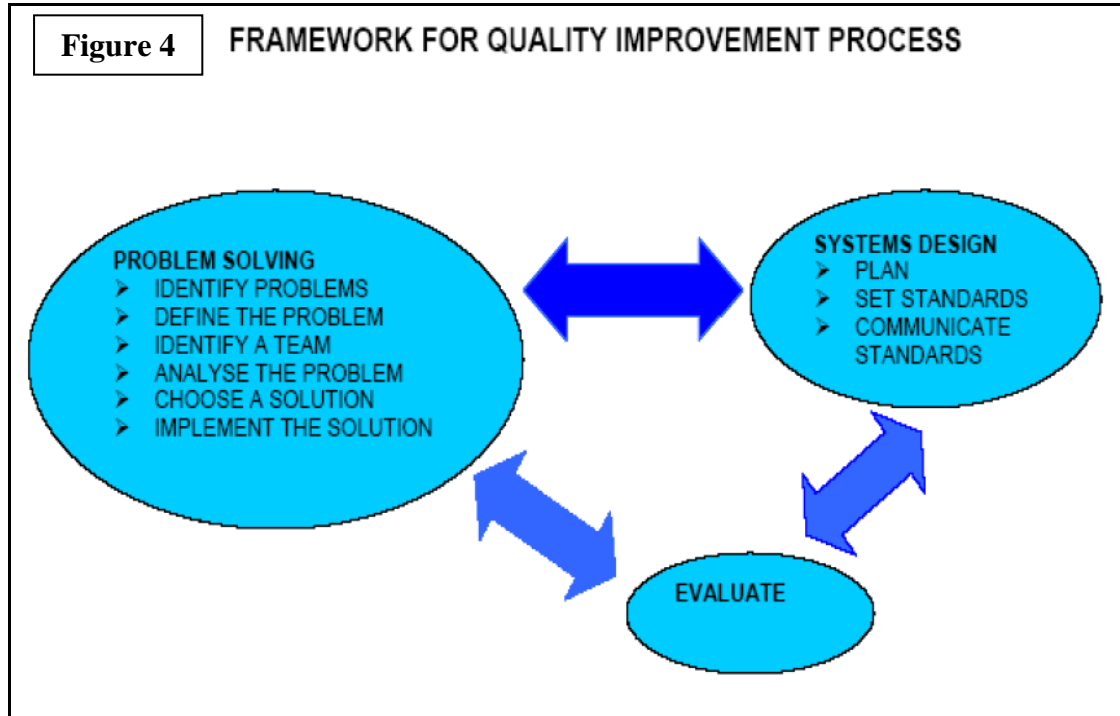 Figure 4
FRAMEWORK FOR QUALITY IMPROVEMENT PROCESS
PROBLEM SOLVING
➢ IDENTIFY PROBLEMS
➢ DEFINE THE PROBLEM
➢ IDENTIFY A TEAM
➢ ANALYSE THE PROBLEM
➢ CHOOSE A SOLUTION
➢ IMPLEMENT THE SOLUTION
SYSTEMS DESIGN
➢ PLAN
➢ SET STANDARDS
➢ COMMUNICATE
STANDARDS
EVALUATE